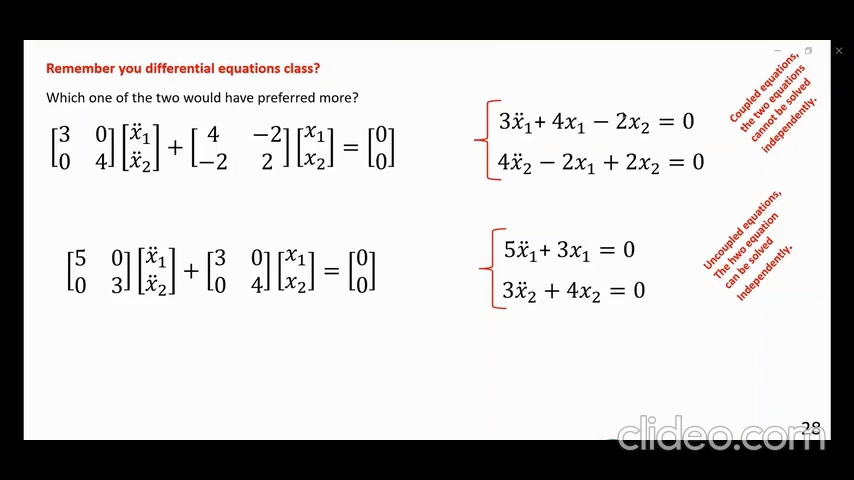 Remember you differential equations class?
Which one of the two would have preferred more?
[3 0; 0 4] [ẍ₁; ẍ₂] + [4 −2; −2 2] [x₁; x₂] = [0; 0]
3ẍ₁+ 4x₁ − 2x₂ = 0
4ẍ₂ − 2x₁ + 2x₂ = 0
Coupled equations,
the two equations
cannot be solved
independently.
[5 0; 0 3] [ẍ₁; ẍ₂] + [3 0; 0 4] [x₁; x₂] = [0; 0]
5ẍ₁+ 3x₁ = 0
3ẍ₂ + 4x₂ = 0
Uncoupled equations,
The hwo equation
can be solved
Independently.
28
clideo.com